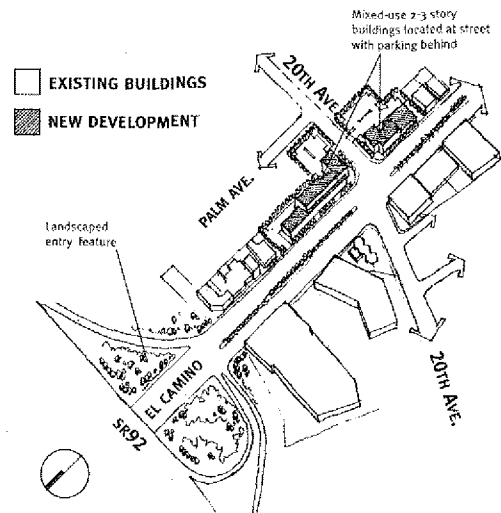 Mixed-use 2-3 story
buildings located at street
with parking behind
EXISTING BUILDINGS
NEW DEVELOPMENT
20TH AVE.
PALM AVE.
Landscaped
entry feature
EL CAMINO
SR92
20TH AVE.